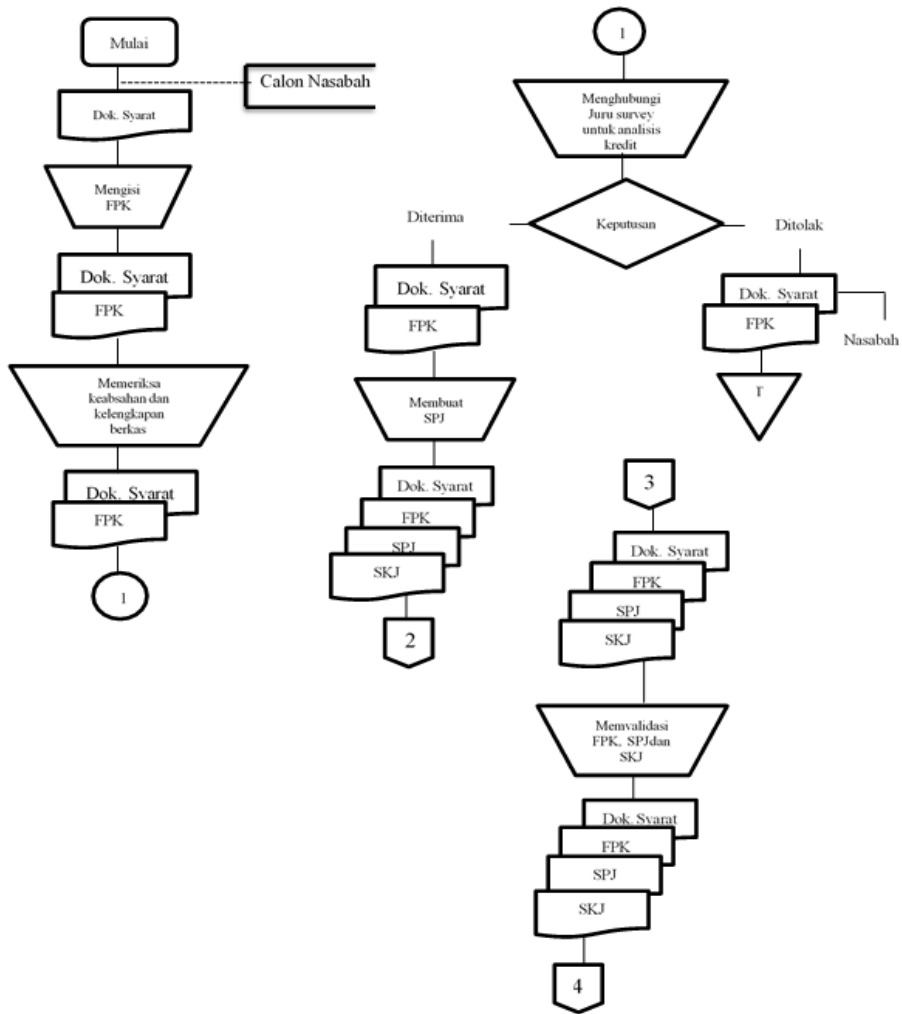 Mulai
Calon Nasabah
Dok. Syarat
Mengisi
FPK
Dok. Syarat
FPK
Memeriksa
keabsahan dan
kelengkapan
berkas
Dok. Syarat
FPK
1
1
Menghubungi
Juru survey
untuk analisis
kredit
Keputusan
Diterima
Dok. Syarat
FPK
Membuat
SPJ
Dok. Syarat
FPK
SPJ
SKJ
2
Ditolak
Dok. Syarat
FPK
Nasabah
T
3
Dok. Syarat
FPK
SPJ
SKJ
Memvalidasi
FPK, SPJdan
SKJ
Dok. Syarat
FPK
SPJ
SKJ
4